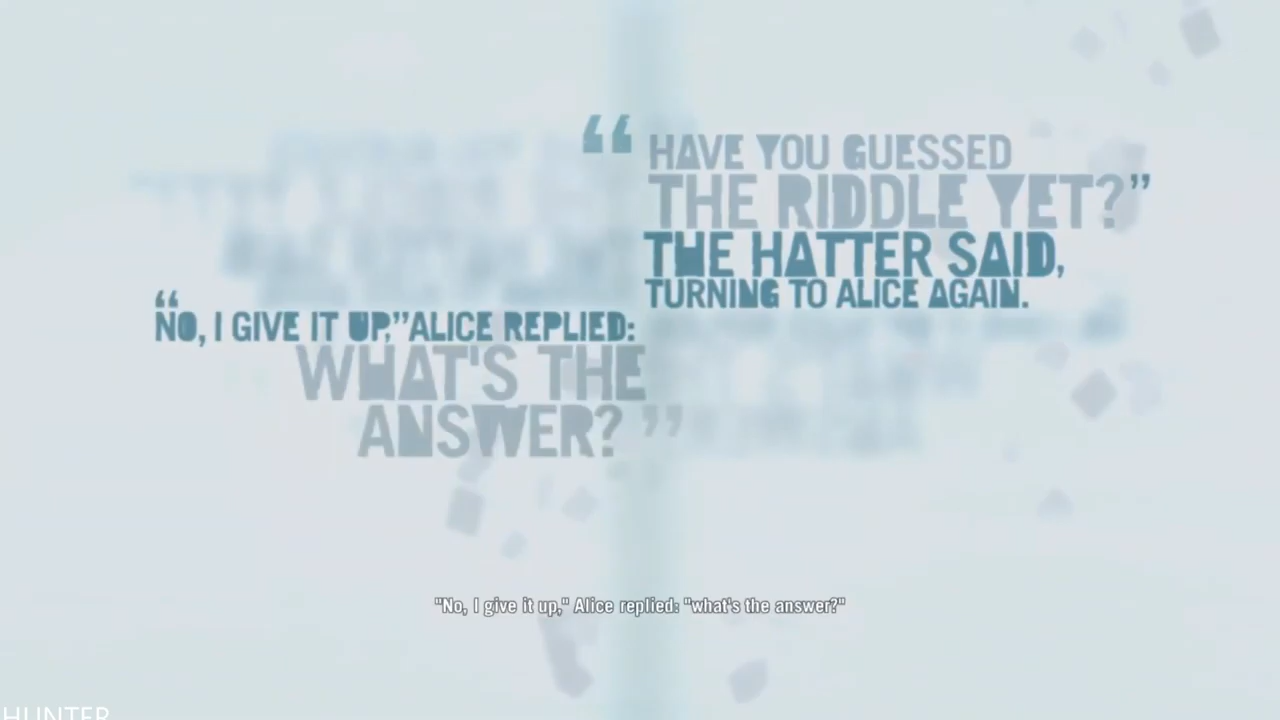 “HAVE YOU GUESSED
THE RIDDLE YET?”
THE HATTER SAID,
TURNING TO ALICE AGAIN.
“NO, I GIVE IT UP,”ALICE REPLIED:
WHAT'S THE
ANSWER?”
"No, I give it up," Alice replied: "what's the answer?"
HUNTER